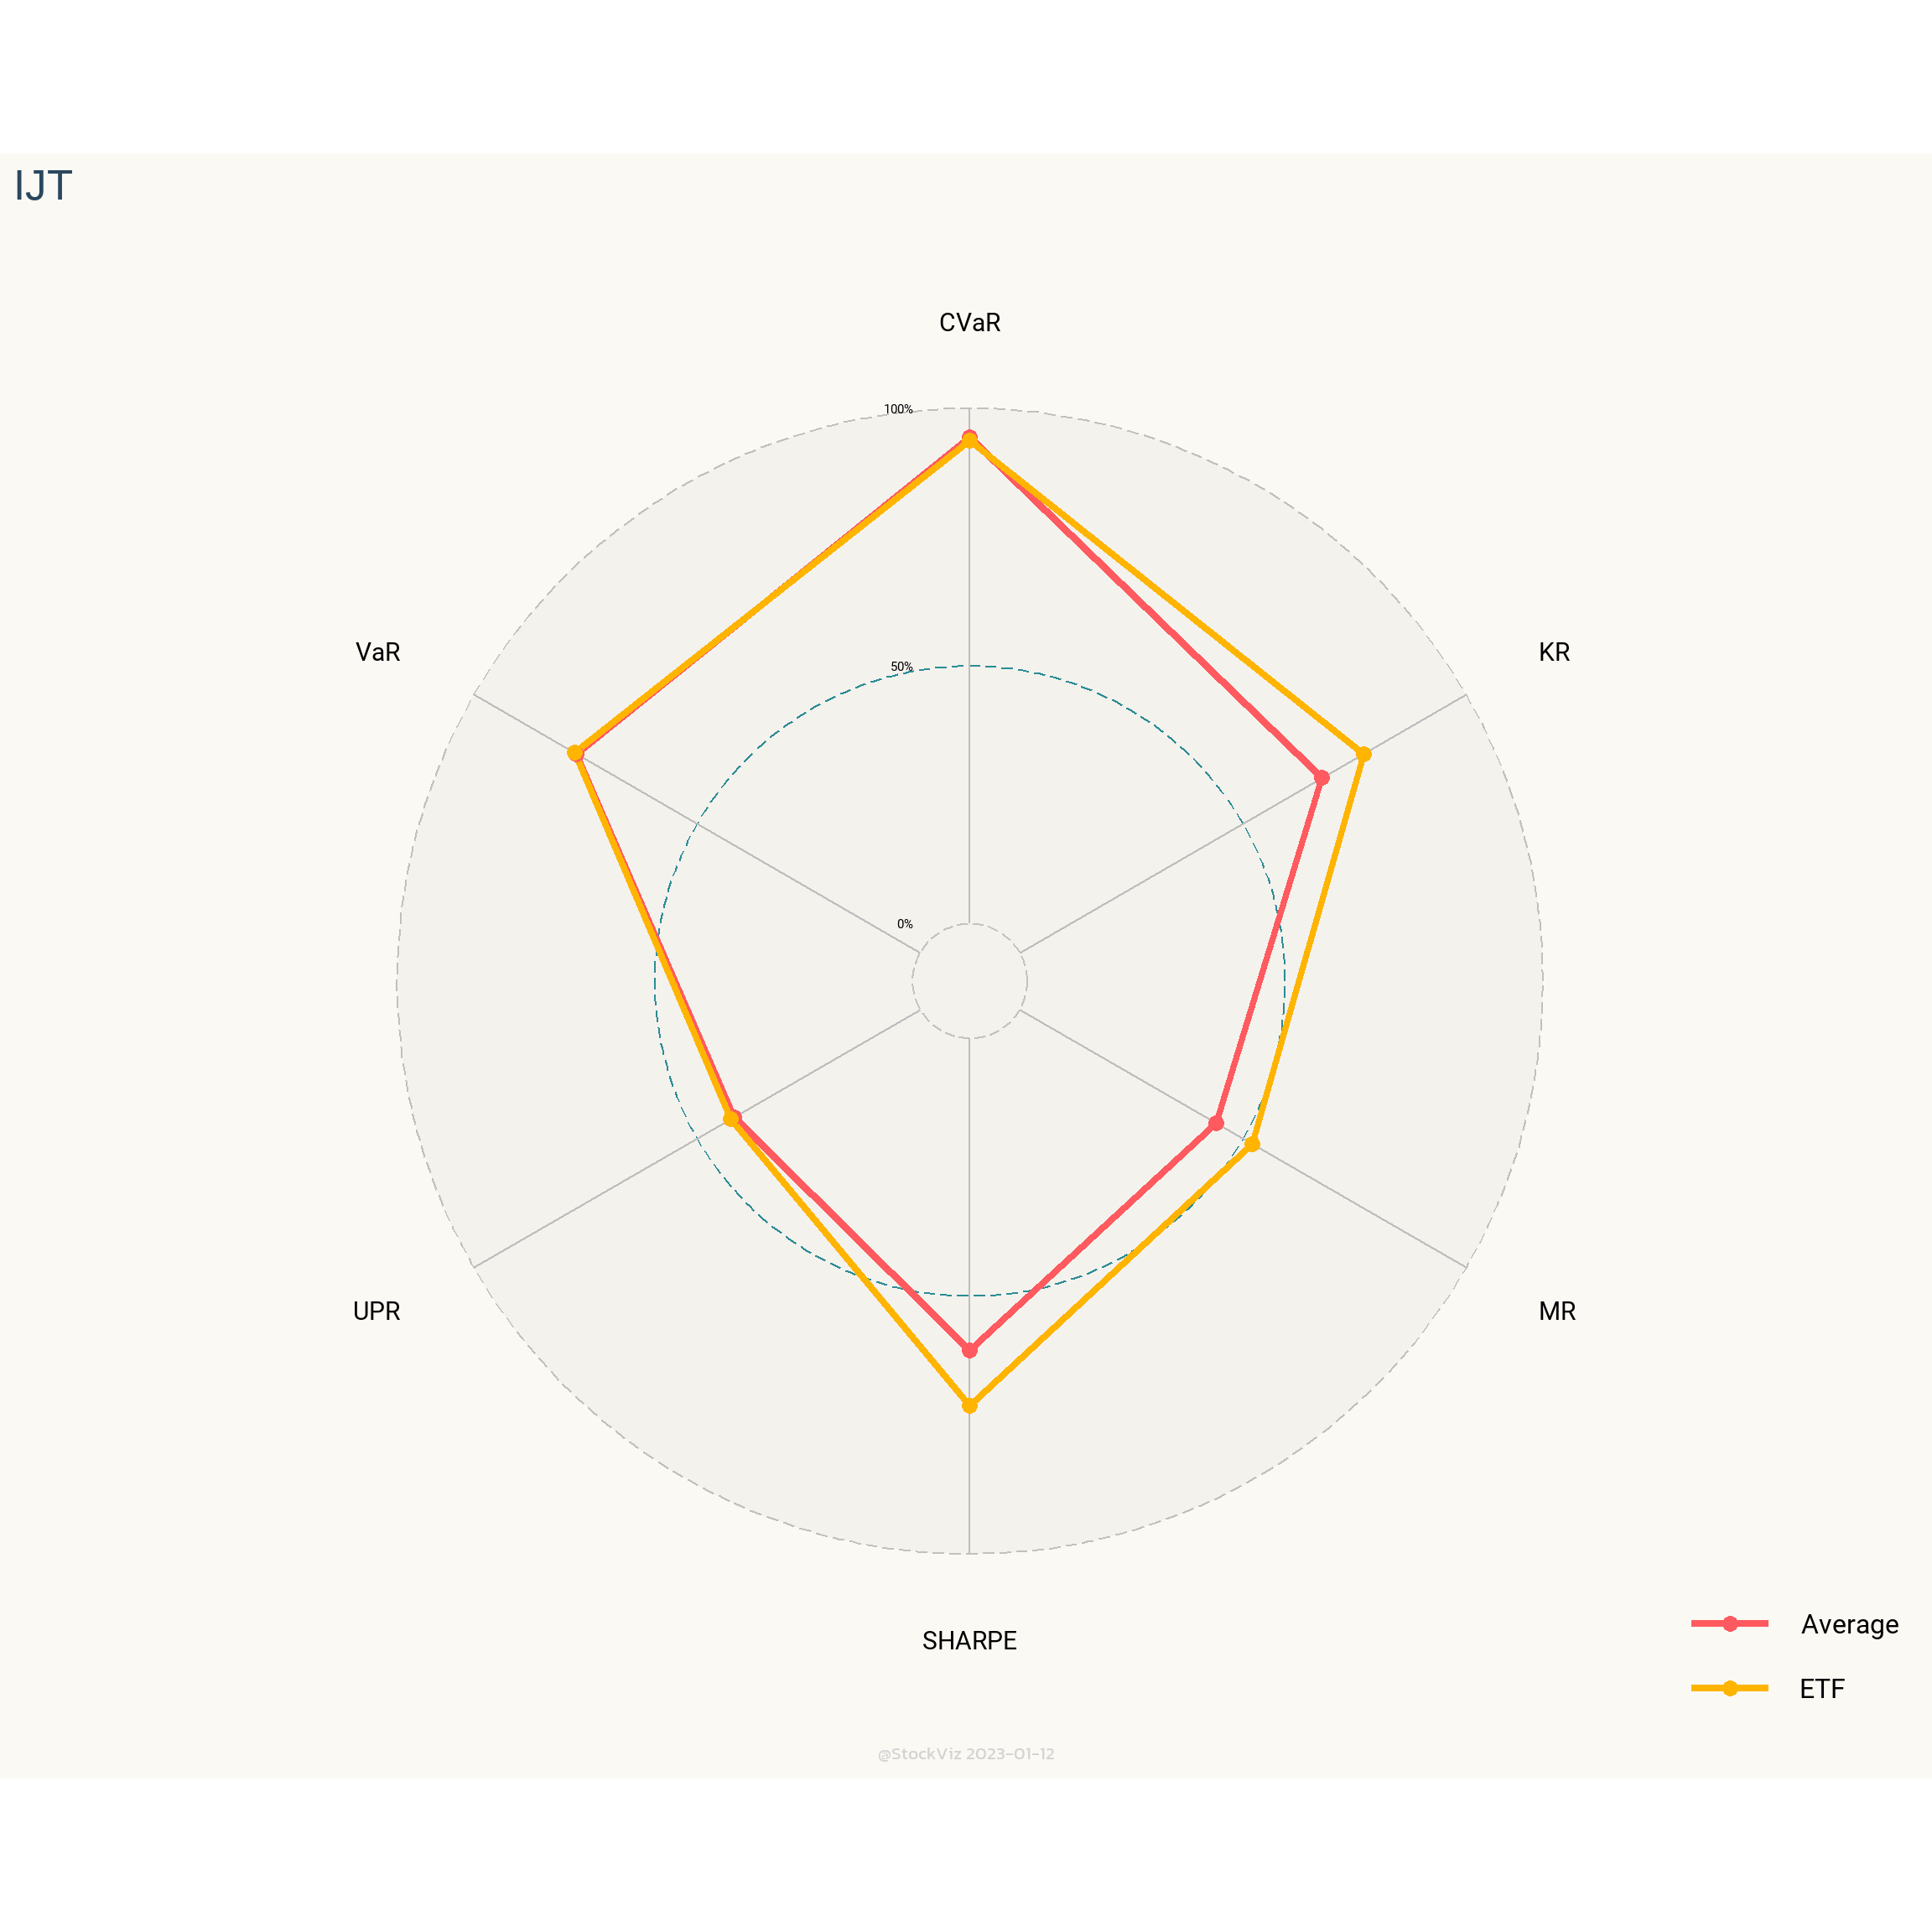 IJT
CVaR
100%
VaR
KR
50%
0%
UPR
MR
SHARPE
Average
ETF
@StockViz 2023-01-12